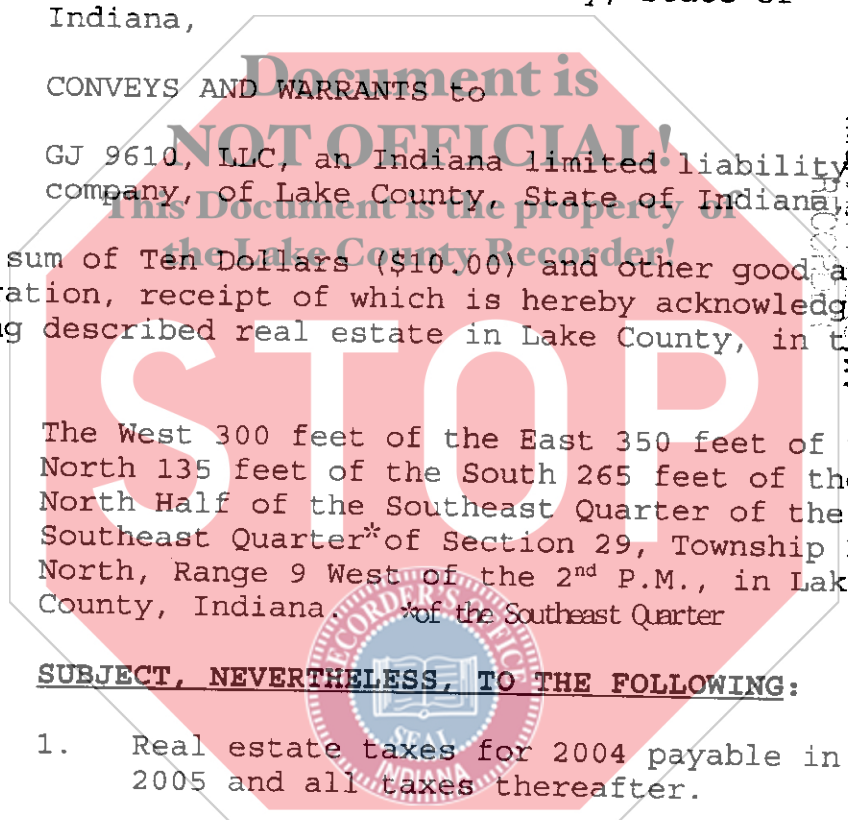 State of
Indiana,
Document is
CONVEYS AND WARRANTS to
NOT OFFICIAL!
GJ 9610, LLC, an Indiana limited liability
company, of Lake County, State of Indiana,
This Document is the property of
the Lake County Recorder!
sum of Ten Dollars ($10.00) and other good a
ration, receipt of which is hereby acknowledg
ng described real estate in Lake County, in t
STOP
The West 300 feet of the East 350 feet of
North 135 feet of the South 265 feet of the
North Half of the Southeast Quarter of the
Southeast Quarter*of Section 29, Township
North, Range 9 West of the 2nd P.M., in Lak
County, Indiana. *of the Southeast Quarter
RECORDER'S OFFICE
SUBJECT, NEVERTHELESS, TO THE FOLLOWING:
SEAL
INDIANA
1. Real estate taxes for 2004 payable in
2005 and all taxes thereafter.